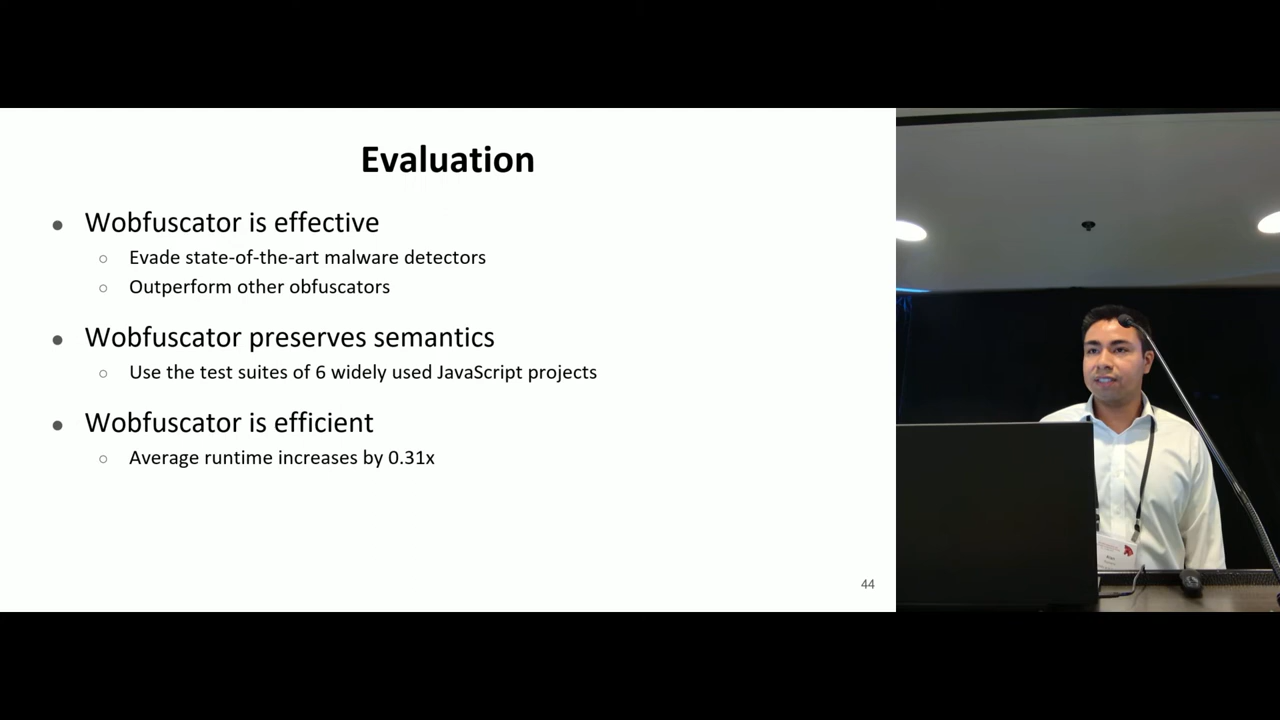 Evaluation
● Wobfuscator is effective
○ Evade state-of-the-art malware detectors
○ Outperform other obfuscators
● Wobfuscator preserves semantics
○ Use the test suites of 6 widely used JavaScript projects
● Wobfuscator is efficient
○ Average runtime increases by 0.31x
44